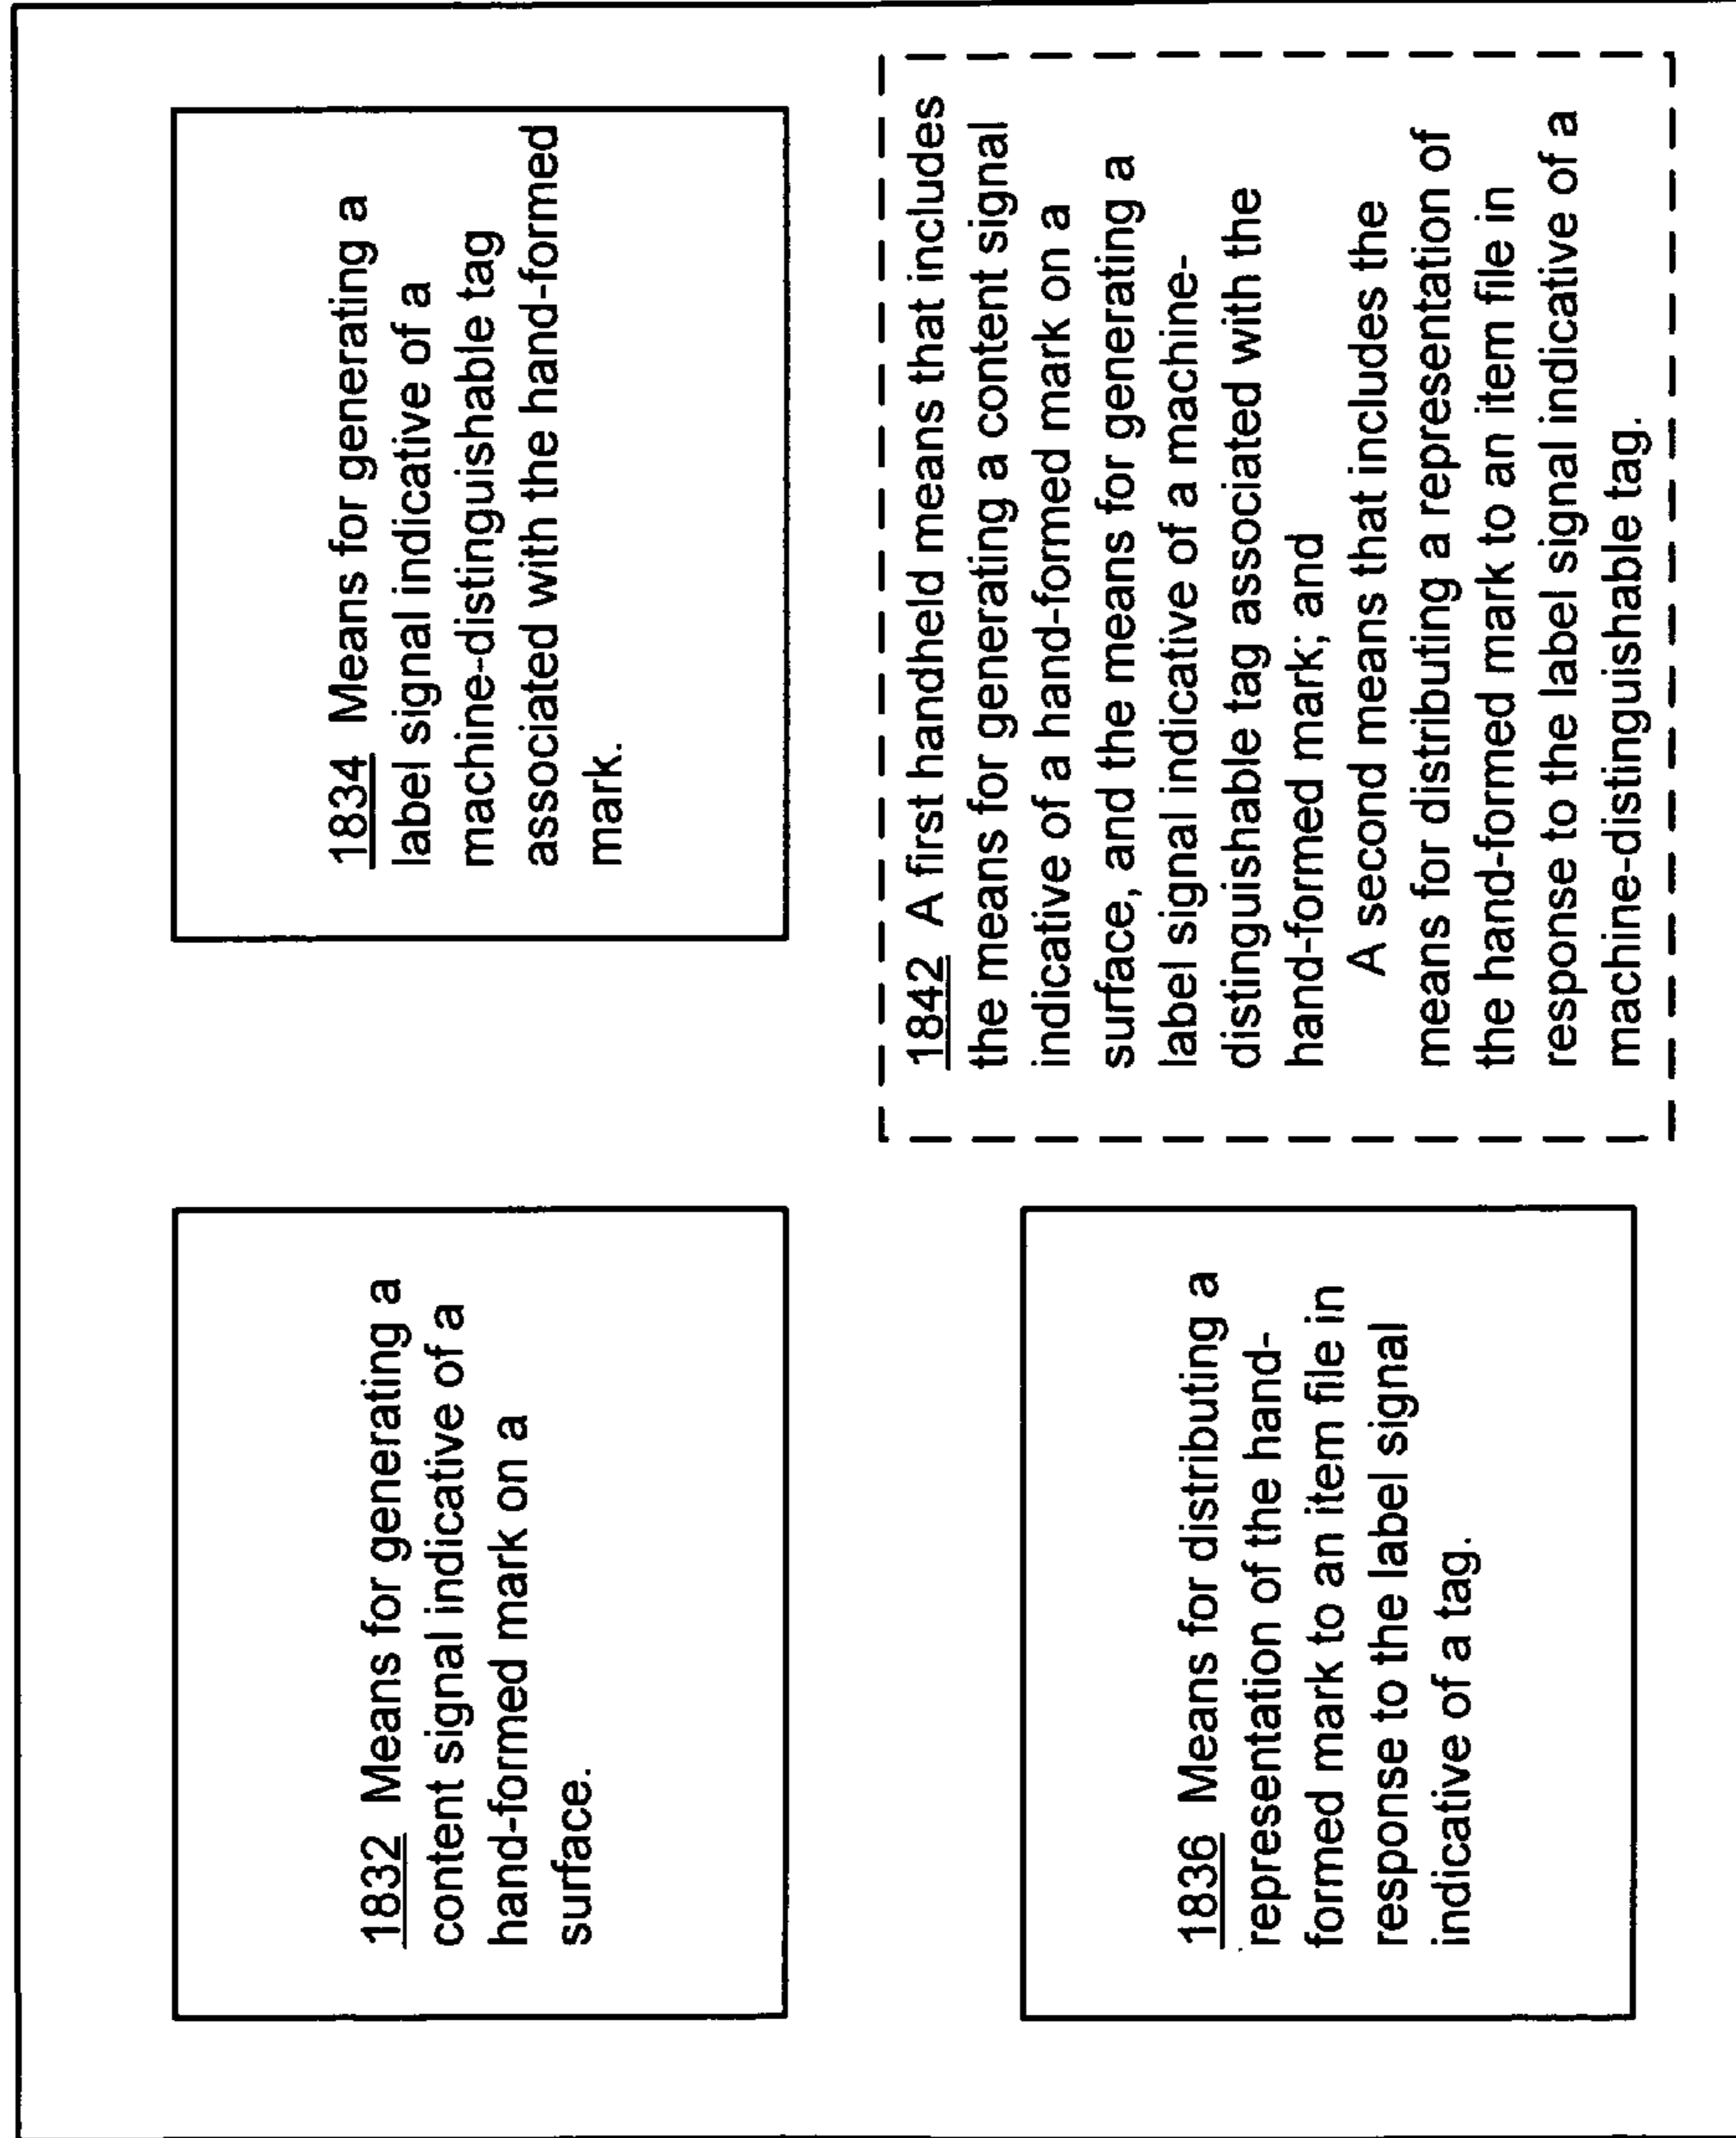 1832 Means for generating a
content signal indicative of a
hand-formed mark on a
surface.
1834 Means for generating a
label signal indicative of a
machine-distinguishable tag
associated with the hand-formed
mark.
1836 Means for distributing a
representation of the hand-
formed mark to an item file in
response to the label signal
indicative of a tag.
1842 A first handheld means that includes
the means for generating a content signal
indicative of a hand-formed mark on a
surface, and the means for generating a
label signal indicative of a machine-
distinguishable tag associated with the
hand-formed mark; and
A second means that includes the
means for distributing a representation of
the hand-formed mark to an item file in
response to the label signal indicative of a
machine-distinguishable tag.